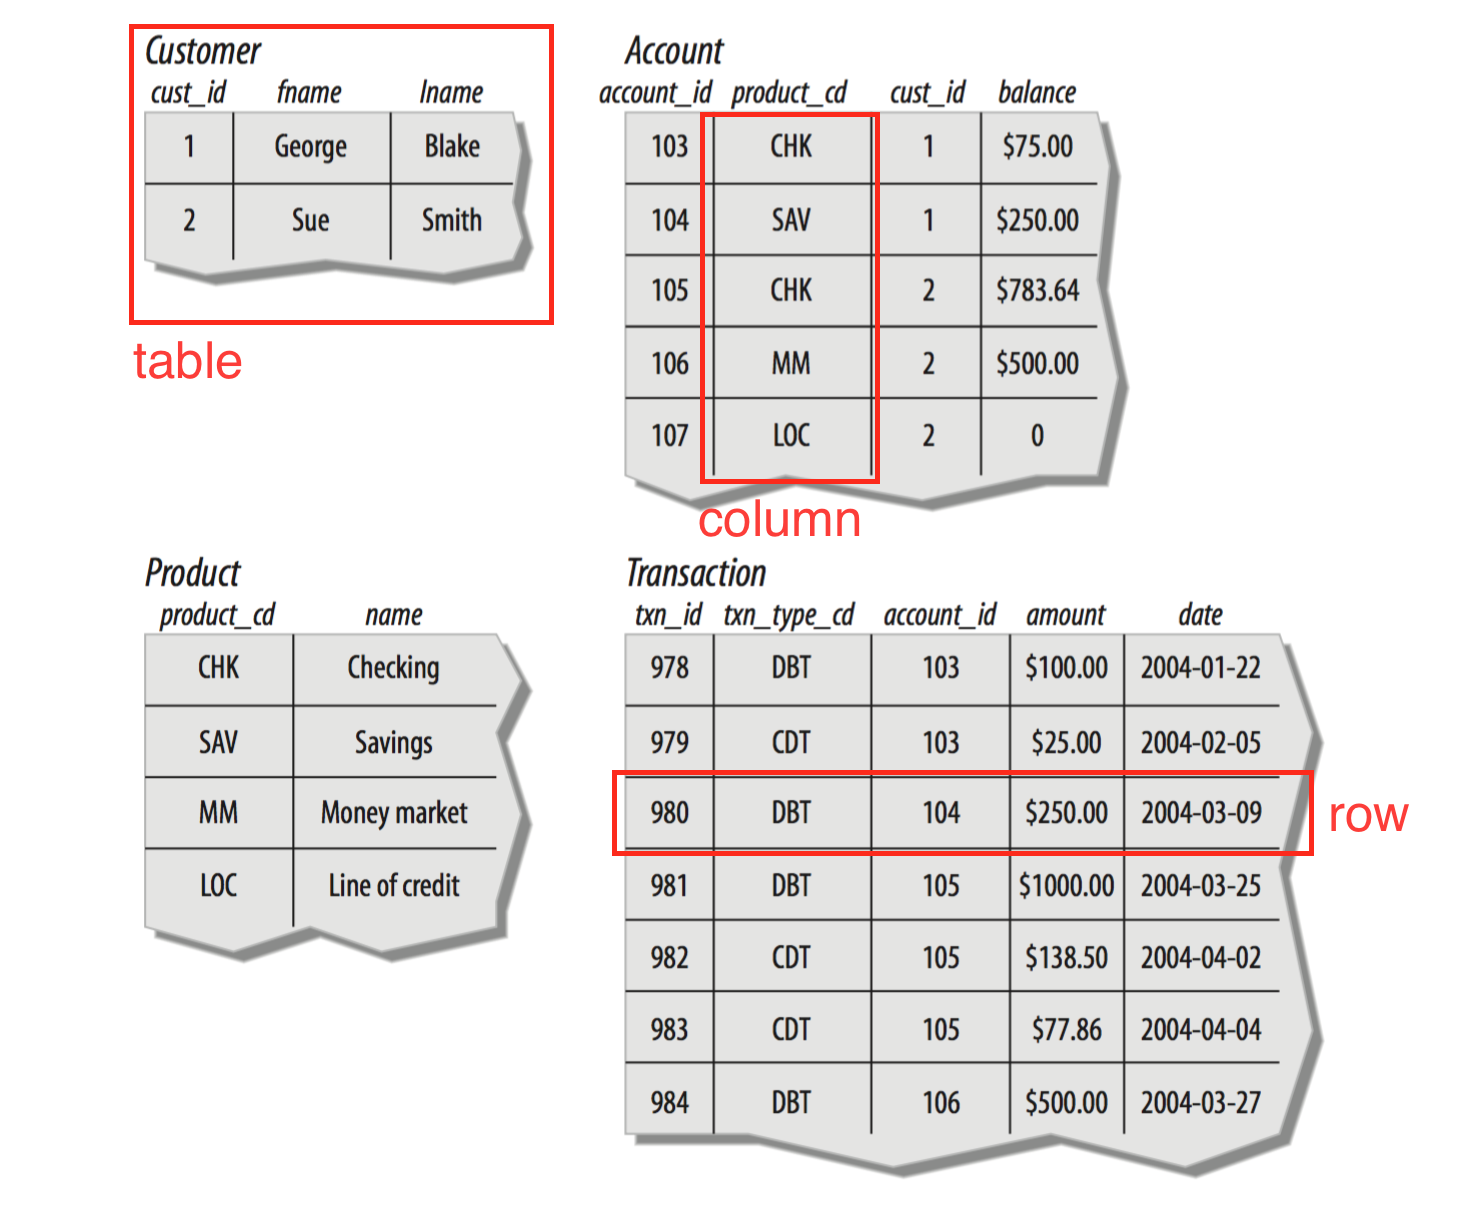 Customer
cust_id fname lname
1 George Blake
2 Sue Smith
table
Account
account_id product_cd cust_id balance
103 CHK 1 $75.00
104 SAV 1 $250.00
105 CHK 2 $783.64
106 MM 2 $500.00
107 LOC 2 0
column
Product
product_cd name
CHK Checking
SAV Savings
MM Money market
LOC Line of credit
Transaction
txn_id txn_type_cd account_id amount date
978 DBT 103 $100.00 2004-01-22
979 CDT 103 $25.00 2004-02-05
980 DBT 104 $250.00 2004-03-09
row
981 DBT 105 $1000.00 2004-03-25
982 CDT 105 $138.50 2004-04-02
983 CDT 105 $77.86 2004-04-04
984 DBT 106 $500.00 2004-03-27